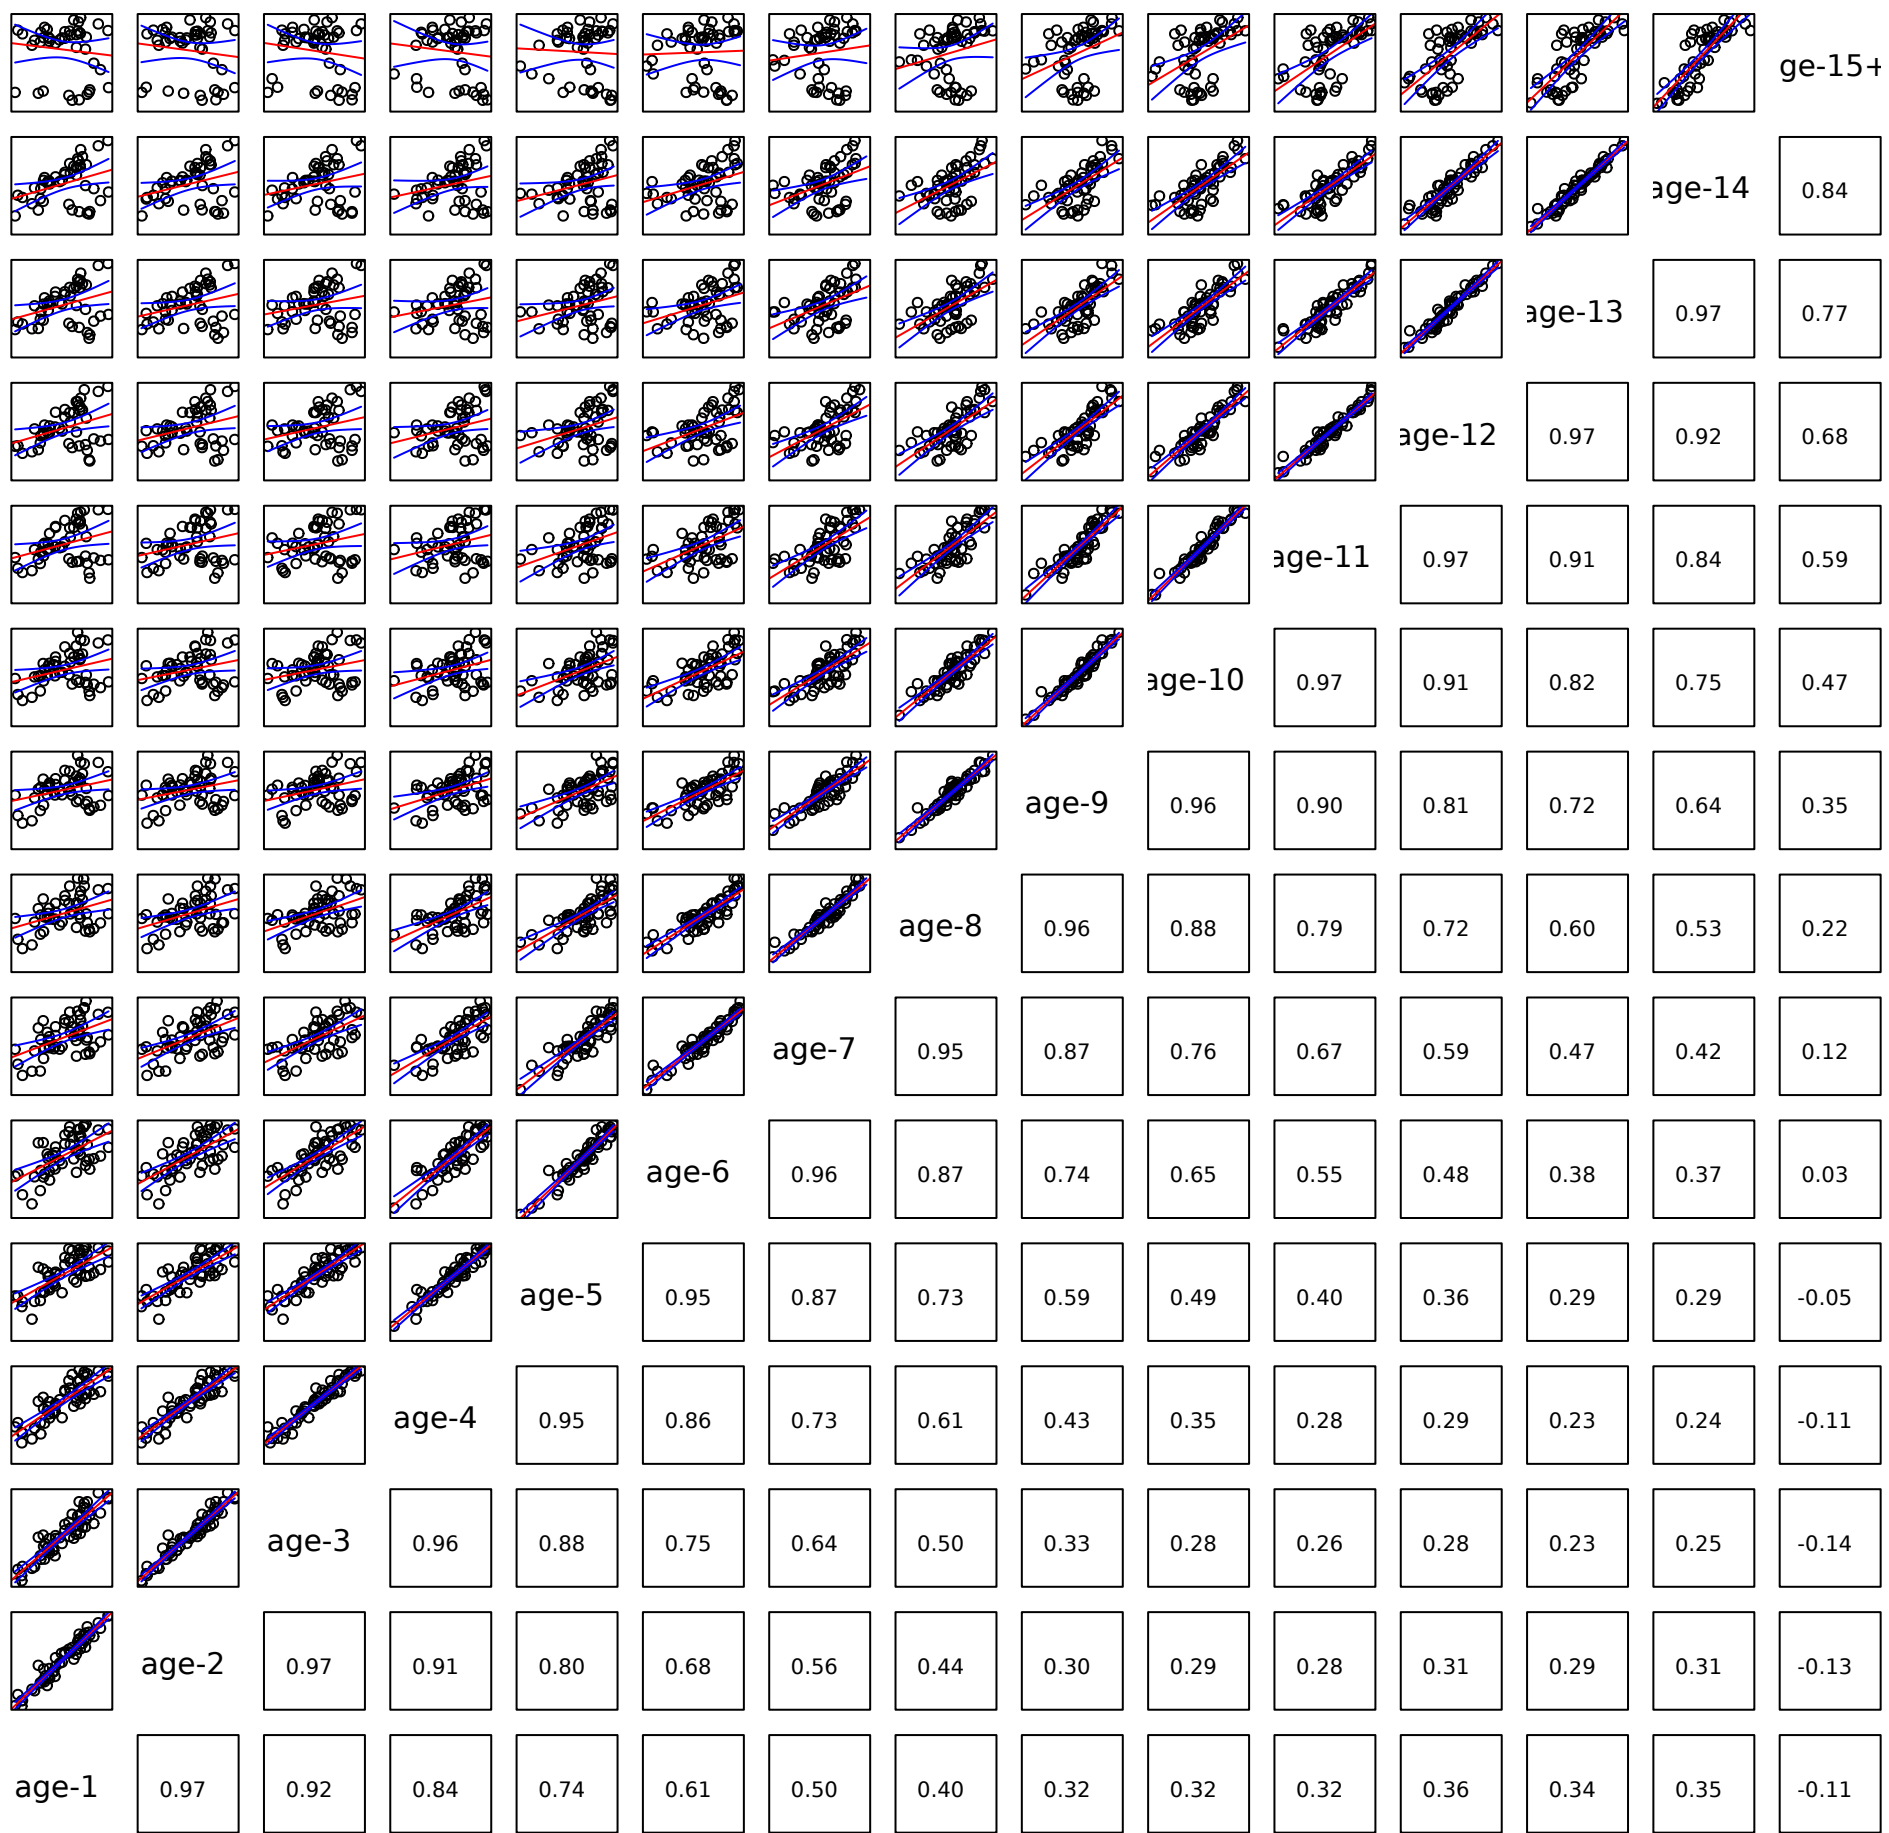 ge-15+
age-14 0.84
age-13 0.97 0.77
age-12 0.97 0.92 0.68
age-11 0.97 0.91 0.84 0.59
age-10 0.97 0.91 0.82 0.75 0.47
age-9 0.96 0.90 0.81 0.72 0.64 0.35
age-8 0.96 0.88 0.79 0.72 0.60 0.53 0.22
age-7 0.95 0.87 0.76 0.67 0.59 0.47 0.42 0.12
age-6 0.96 0.87 0.74 0.65 0.55 0.48 0.38 0.37 0.03
age-5 0.95 0.87 0.73 0.59 0.49 0.40 0.36 0.29 0.29 -0.05
age-4 0.95 0.86 0.73 0.61 0.43 0.35 0.28 0.29 0.23 0.24 -0.11
age-3 0.96 0.88 0.75 0.64 0.50 0.33 0.28 0.26 0.28 0.23 0.25 -0.14
age-2 0.97 0.91 0.80 0.68 0.56 0.44 0.30 0.29 0.28 0.31 0.29 0.31 -0.13
age-1 0.97 0.92 0.84 0.74 0.61 0.50 0.40 0.32 0.32 0.32 0.36 0.34 0.35 -0.11